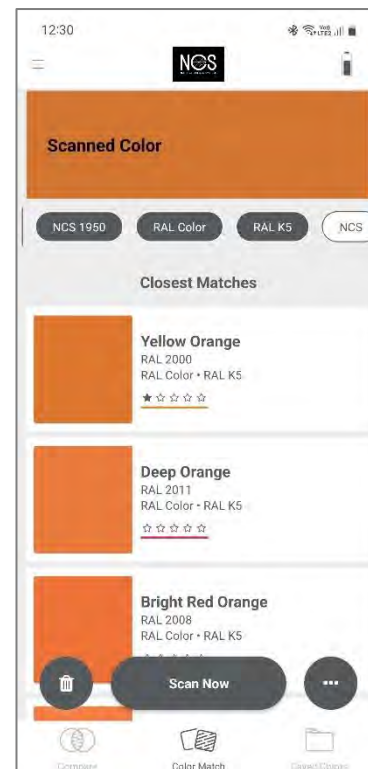 12:30
NCS
Scanned Color
NCS 1950
RAL Color
RAL K5
NCS
Closest Matches
Yellow Orange
RAL 2000
RAL Color • RAL K5
Deep Orange
RAL 2011
RAL Color • RAL K5
Bright Red Orange
RAL 2008
RAL Color • RAL K5
Scan Now
Compare
Color Match